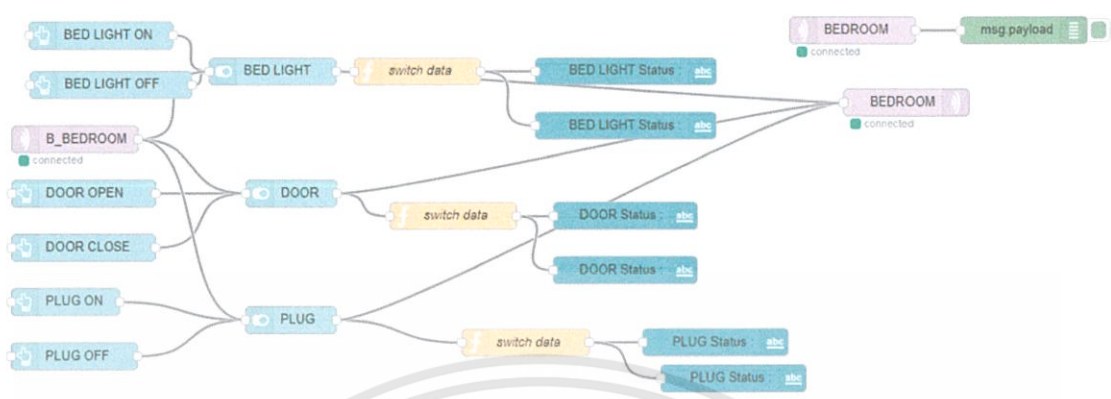 BED LIGHT ON
BED LIGHT OFF
B_BEDROOM
connected
DOOR OPEN
DOOR CLOSE
PLUG ON
PLUG OFF
BED LIGHT
switch data
BED LIGHT Status : abc
BED LIGHT Status : abc
DOOR
switch data
DOOR Status : abc
DOOR Status : abc
PLUG
switch data
PLUG Status : abc
PLUG Status : abc
BEDROOM
connected
msg.payload
BEDROOM
connected